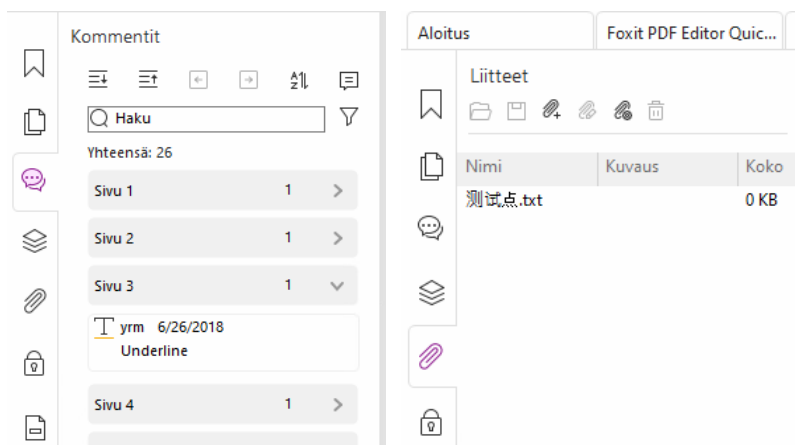 Kommentit
Haku
Yhteensä: 26
Sivu 1 1
Sivu 2 1
Sivu 3 1
yrm 6/26/2018
Underline
Sivu 4 1
Aloitus Foxit PDF Editor Quic...
Liitteet
Nimi Kuvaus Koko
测试点.txt 0 KB